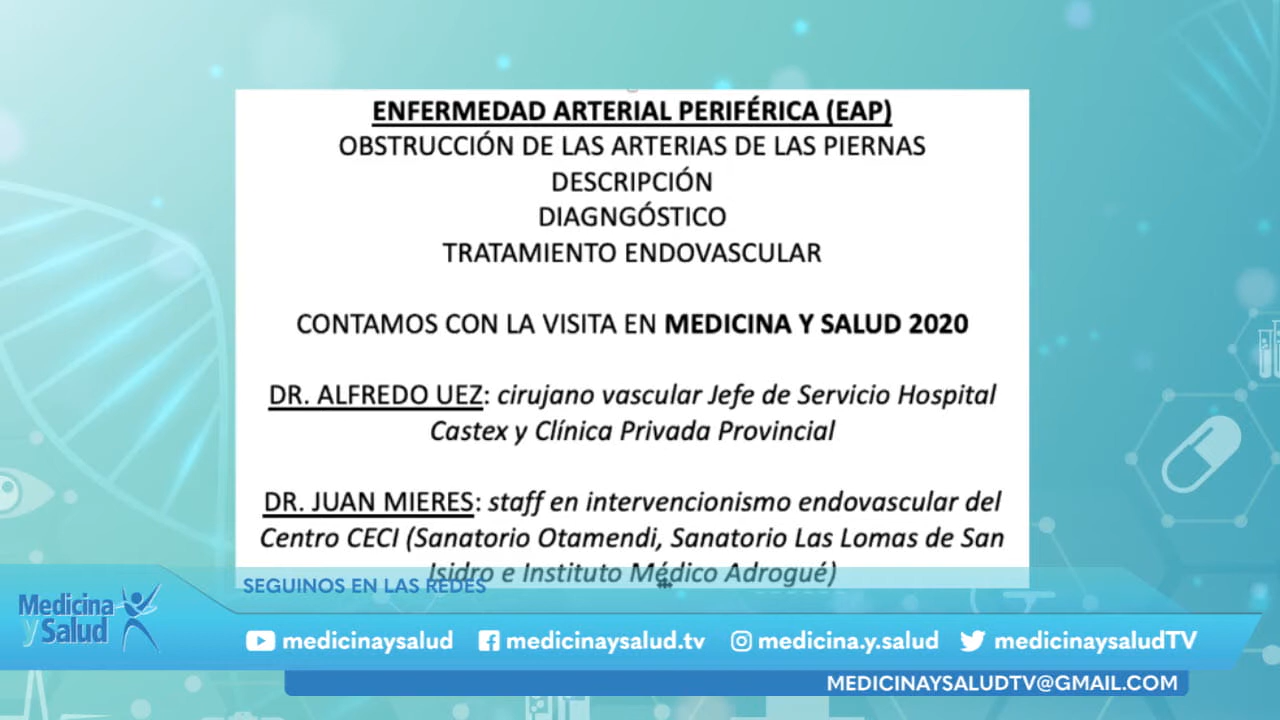 ENFERMEDAD ARTERIAL PERIFÉRICA (EAP)
OBSTRUCCIÓN DE LAS ARTERIAS DE LAS PIERNAS
DESCRIPCIÓN
DIAGNGÓSTICO
TRATAMIENTO ENDOVASCULAR
CONTAMOS CON LA VISITA EN MEDICINA Y SALUD 2020
DR. ALFREDO UEZ: cirujano vascular Jefe de Servicio Hospital
Castex y Clínica Privada Provincial
DR. JUAN MIERES: staff en intervencionismo endovascular del
Centro CECI (Sanatorio Otamendi, Sanatorio Las Lomas de San
Isidro e Instituto Médico Adrogué)
SEGUINOS EN LAS REDES
Medicina
y Salud
medicinaysalud medicinaysalud.tv medicina.y.salud medicinaysaludTV
MEDICINAYSALUDTV@GMAIL.COM